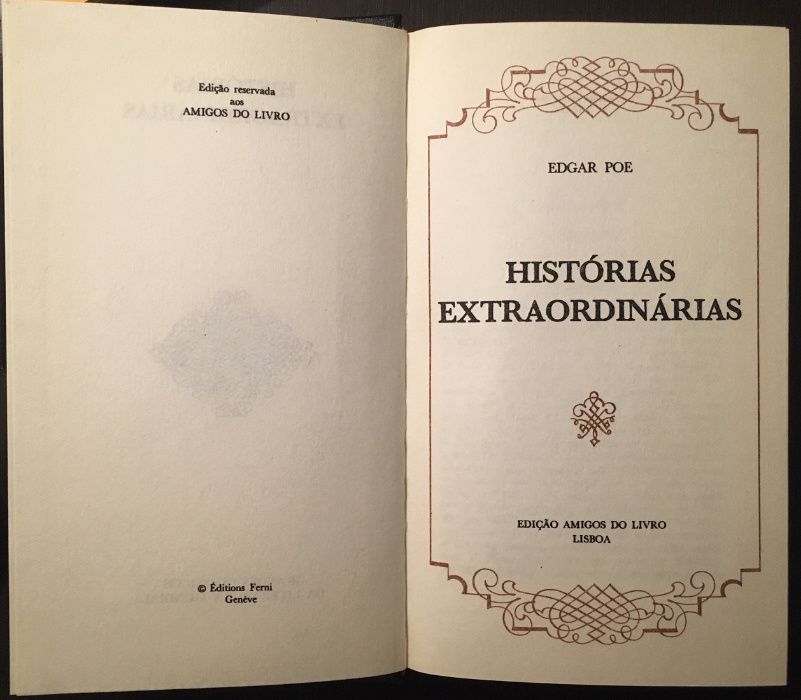 Edição reservada
aos
AMIGOS DO LIVRO
© Éditions Ferni
Genève
EDGAR POE
HISTÓRIAS
EXTRAORDINÁRIAS
EDIÇÃO AMIGOS DO LIVRO
LISBOA